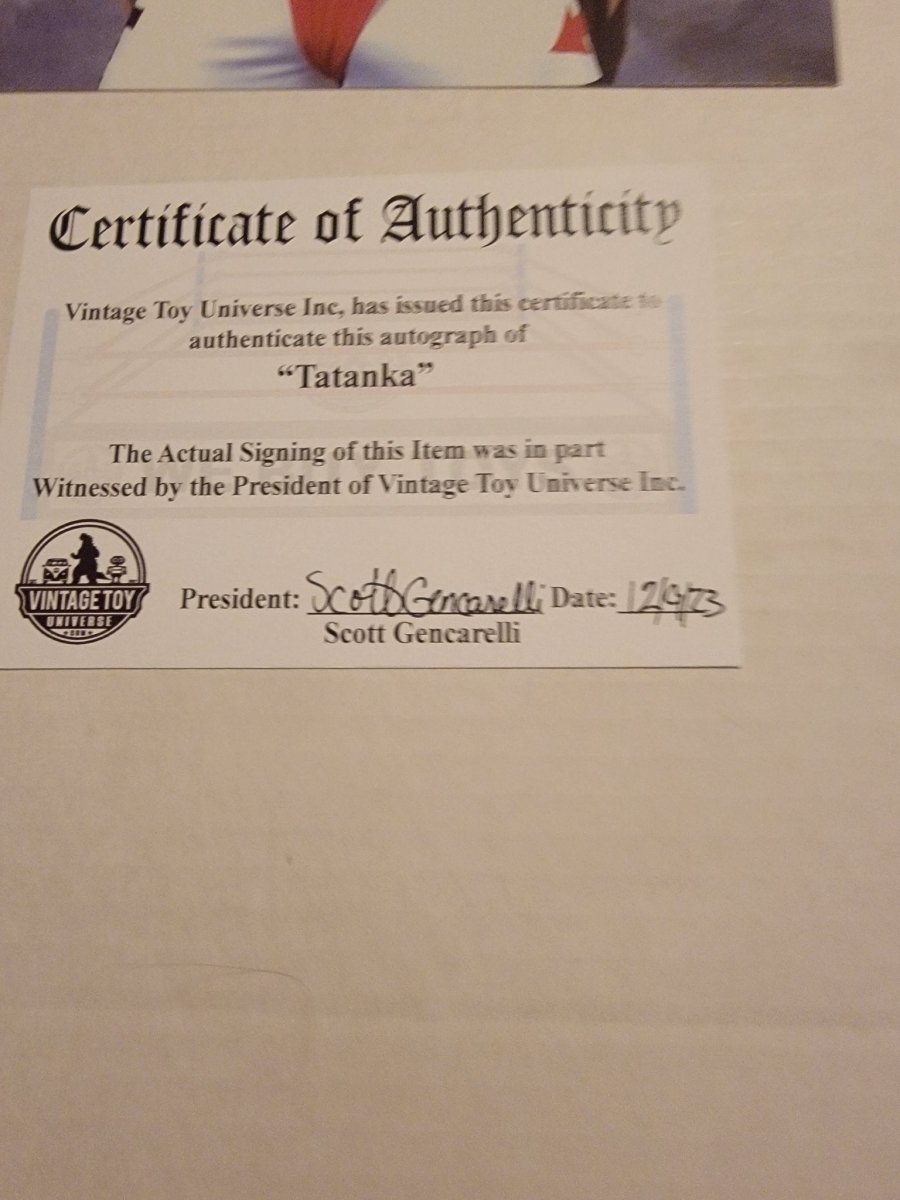 Certificate of Authenticity
Vintage Toy Universe Inc, has issued this certificate to
authenticate this autograph of
“Tatanka”
The Actual Signing of this Item was in part
Witnessed by the President of Vintage Toy Universe Inc.
VINTAGE TOY
UNIVERSE
President: Scott Gencarelli Date: 12/9/23
Scott Gencarelli